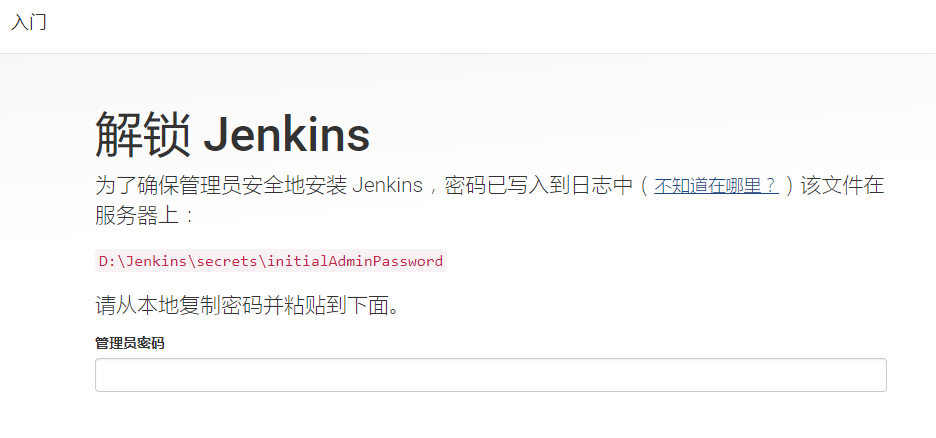 入门
解锁 Jenkins
为了确保管理员安全地安装 Jenkins，密码已写入到日志中（不知道在哪里？）该文件在
服务器上：
D:\Jenkins\secrets\initialAdminPassword
请从本地复制密码并粘贴到下面。
管理员密码